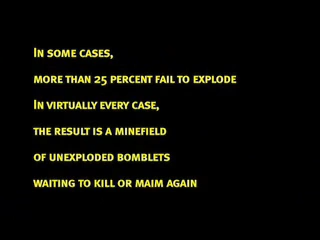 In some cases,
more than 25 percent fail to explode
In virtually every case,
the result is a minefield
of unexploded bomblets
waiting to kill or maim again